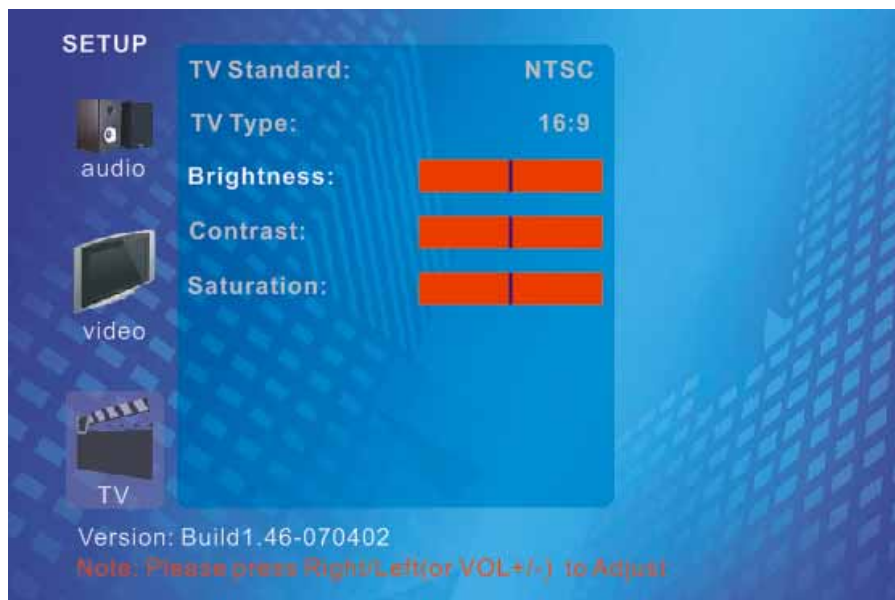 SETUP
TV Standard: NTSC
TV Type: 16:9
audio
Brightness:
Contrast:
Saturation:
video
TV
Version: Build1.46-070402
Note: Please press Right/Left(or VOL+/-) to Adjust